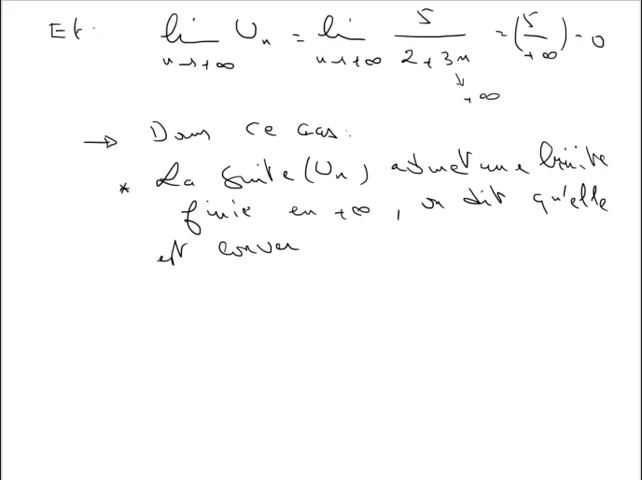 Et: lim Un = lim 5 / (2 + 3n) = (5/+∞) = 0
n→+∞ n→+∞ ↓
+∞
→ Dans ce cas:
* La suite (Un) admet une limite
finie en +∞, on dit qu'elle
est conver